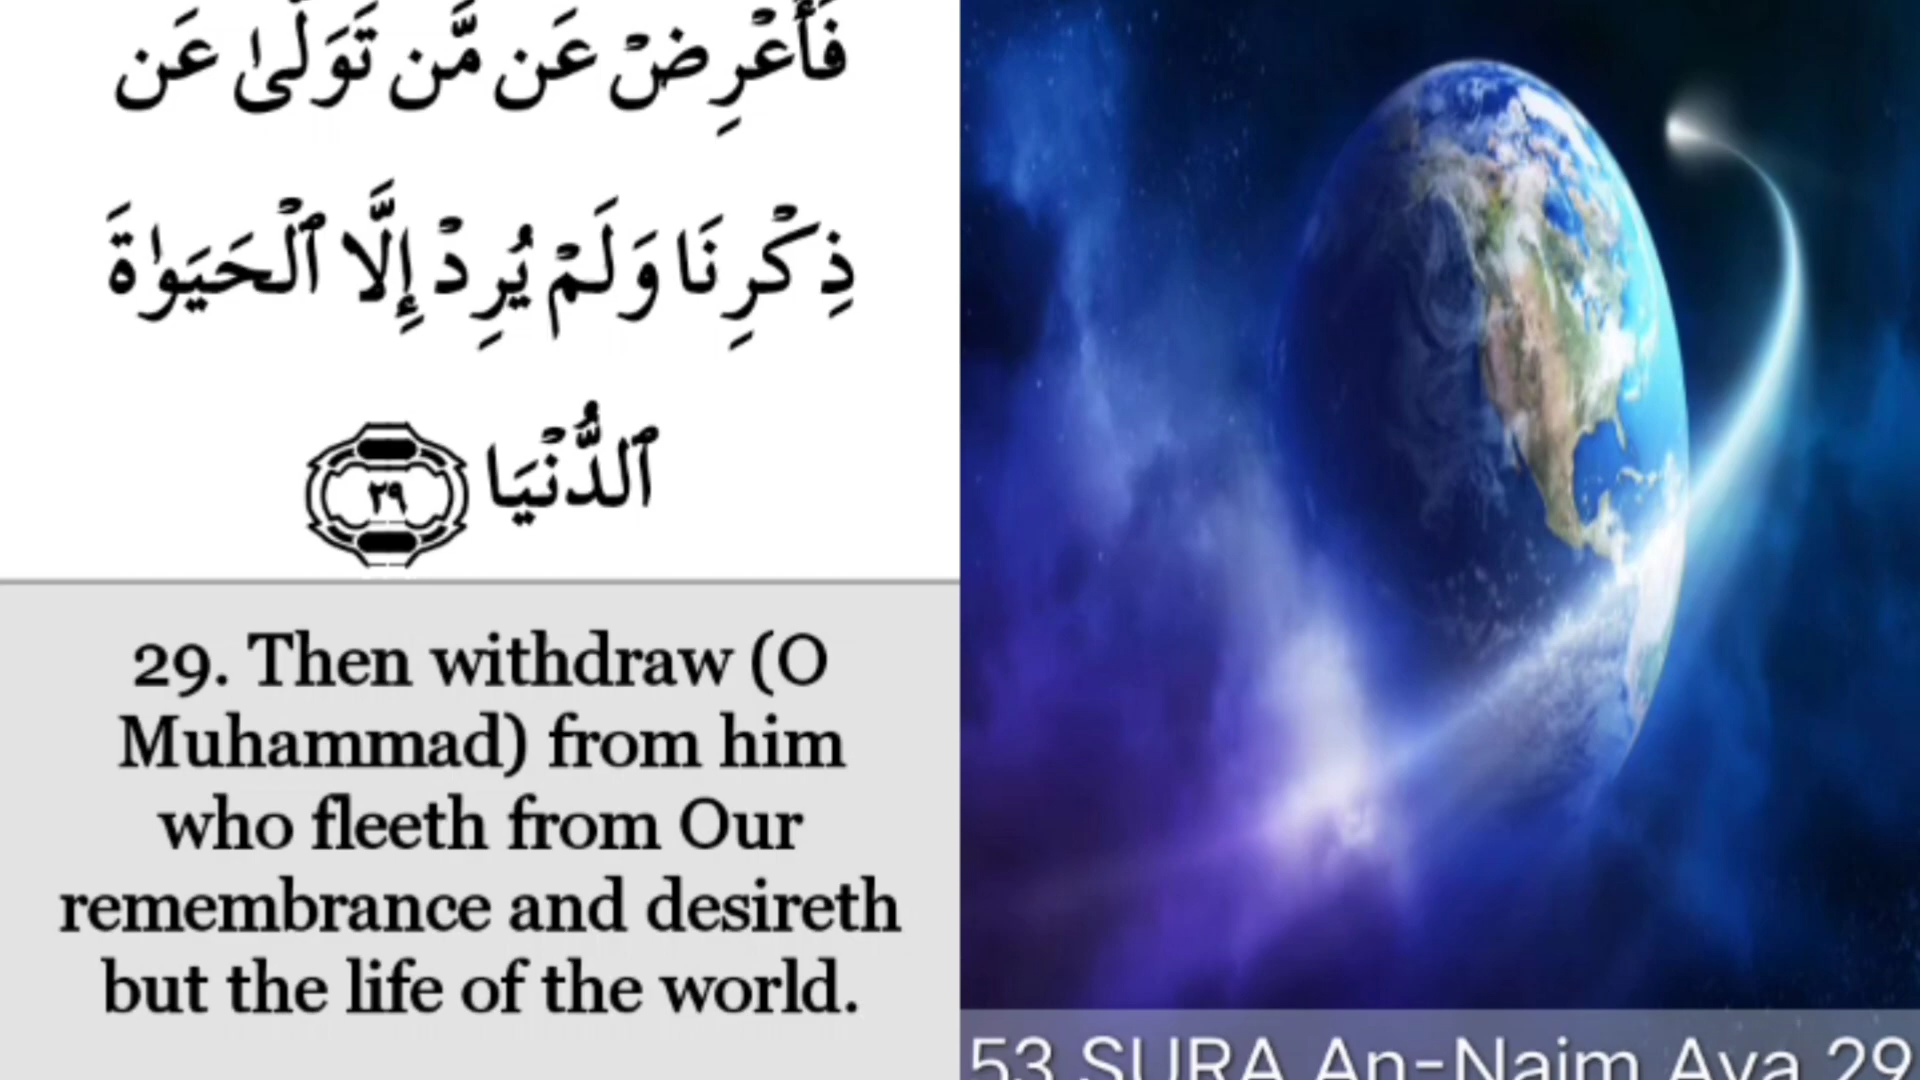 فَأَعْرِضْ عَن مَّن تَوَلَّىٰ عَن
ذِكْرِنَا وَلَمْ يُرِدْ إِلَّا ٱلْحَيَوٰةَ
ٱلدُّنْيَا ٢٩
29. Then withdraw (O
Muhammad) from him
who fleeth from Our
remembrance and desireth
but the life of the world.
53 SURA An-Najm Aya 29